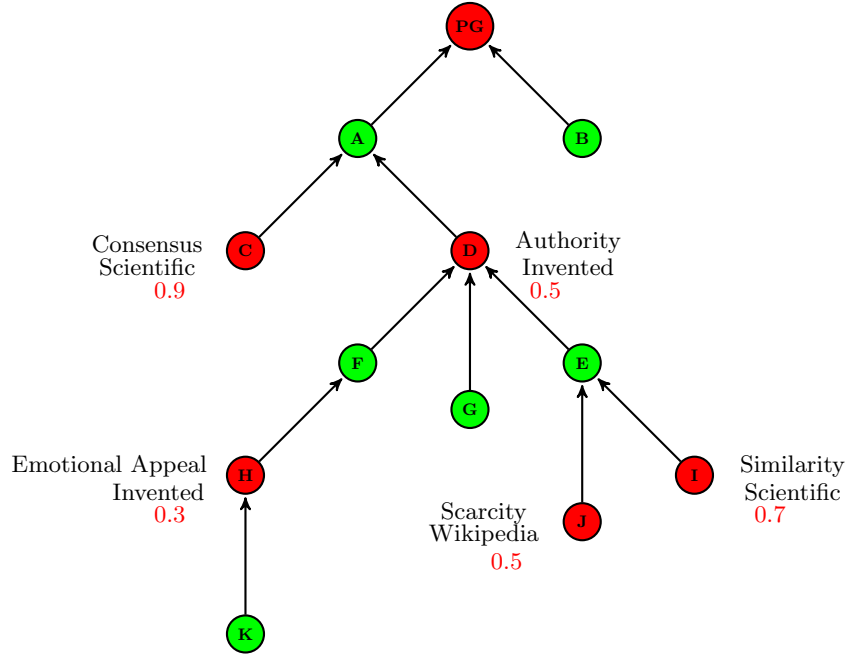 PG
A
B
C
Consensus
Scientific
0.9
D
Authority
Invented
0.5
F
E
G
Emotional Appeal
Invented
0.3
H
I
Similarity
Scientific
0.7
Scarcity
Wikipedia
0.5
J
K